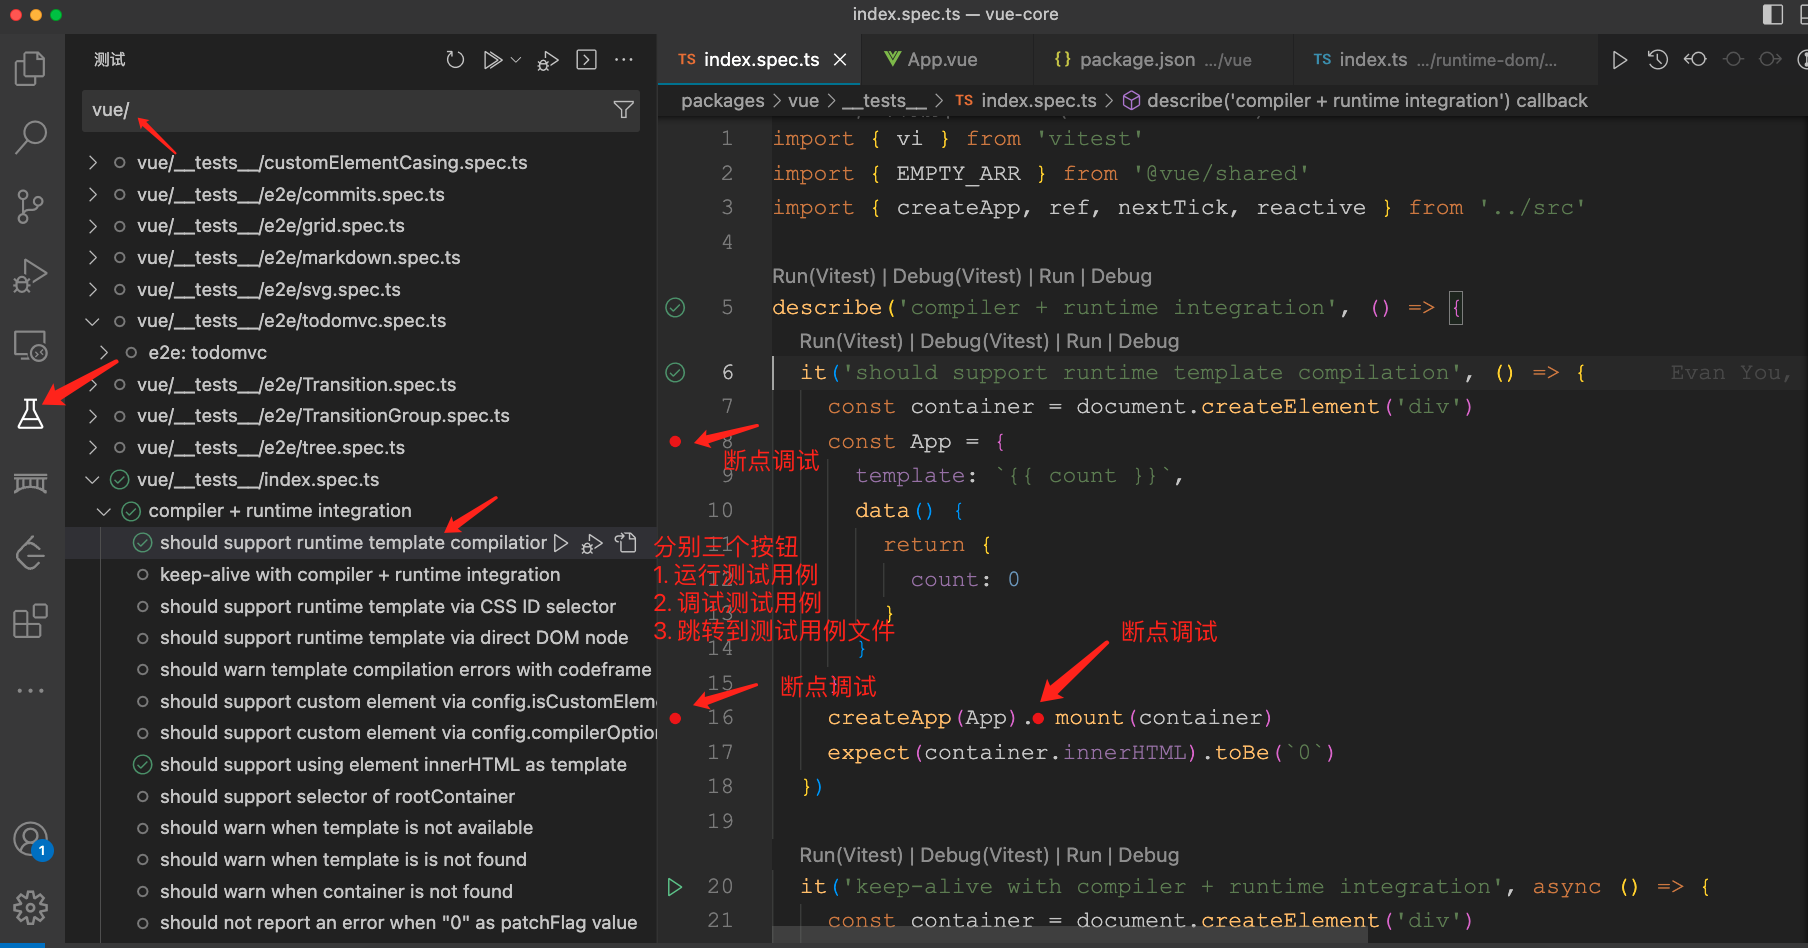 index.spec.ts — vue-core
测试
TS index.spec.ts
App.vue
{} package.json .../vue
TS index.ts .../runtime-dom/...
vue/
packages > vue > __tests__ > TS index.spec.ts > describe('compiler + runtime integration') callback
vue/__tests__/customElementCasing.spec.ts
vue/__tests__/e2e/commits.spec.ts
vue/__tests__/e2e/grid.spec.ts
vue/__tests__/e2e/markdown.spec.ts
vue/__tests__/e2e/svg.spec.ts
vue/__tests__/e2e/todomvc.spec.ts
e2e: todomvc
vue/__tests__/e2e/Transition.spec.ts
vue/__tests__/e2e/TransitionGroup.spec.ts
vue/__tests__/e2e/tree.spec.ts
vue/__tests__/index.spec.ts
compiler + runtime integration
should support runtime template compilation
keep-alive with compiler + runtime integration
should support runtime template via CSS ID selector
should support runtime template via direct DOM node
should warn template compilation errors with codeframe
should support custom element via config.isCustomElem
should support custom element via config.compilerOptio
should support using element innerHTML as template
should support selector of rootContainer
should warn when template is not available
should warn when template is is not found
should warn when container is not found
should not report an error when "0" as patchFlag value
1
1 import { vi } from 'vitest'
2 import { EMPTY_ARR } from '@vue/shared'
3 import { createApp, ref, nextTick, reactive } from '../src'
4
Run(Vitest) | Debug(Vitest) | Run | Debug
5 describe('compiler + runtime integration', () => {
Run(Vitest) | Debug(Vitest) | Run | Debug
6 it('should support runtime template compilation', () => { Evan You,
7 const container = document.createElement('div')
8 const App = {
断点调试
9 template: `{{ count }}`,
10 data() {
11 return {
12 count: 0
13 }
14 }
15 }
16 createApp(App).mount(container)
17 expect(container.innerHTML).toBe(`0`)
18 })
19
Run(Vitest) | Debug(Vitest) | Run | Debug
20 it('keep-alive with compiler + runtime integration', async () => {
21 const container = document.createElement('div')
分别三个按钮
1. 运行测试用例
2. 调试测试用例
3. 跳转到测试用例文件
断点调试
断点调试